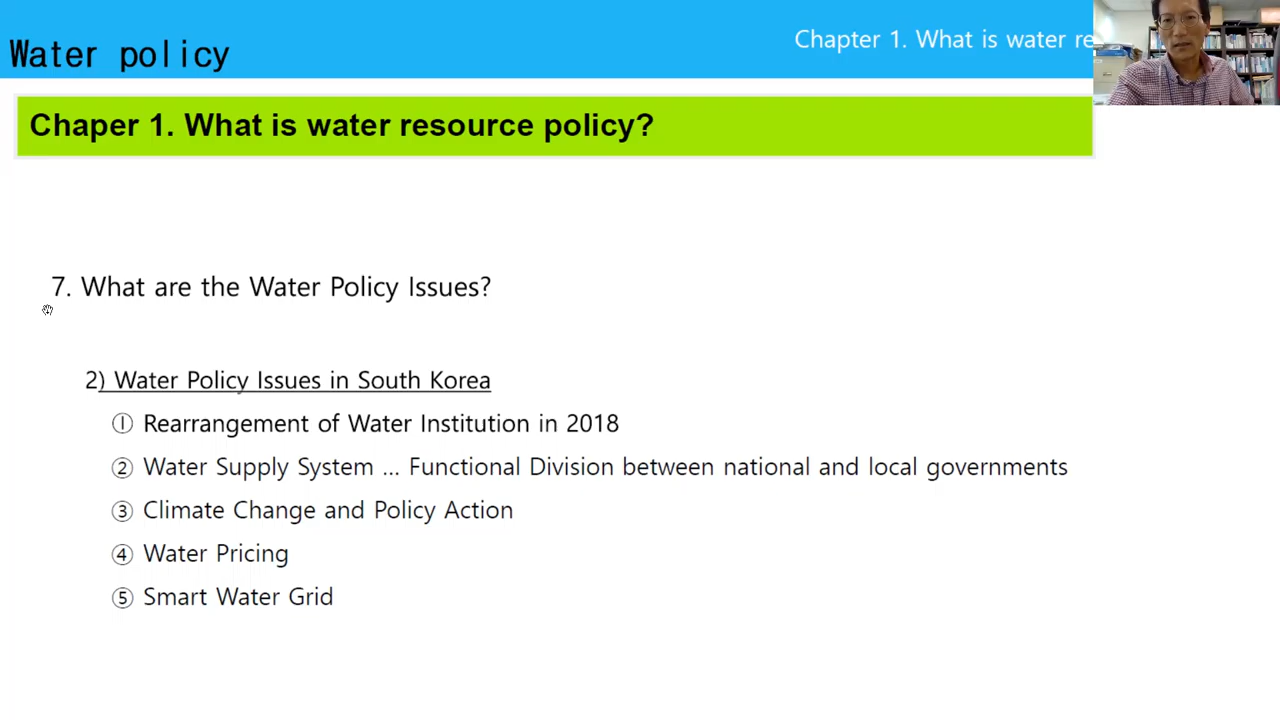 Water policy
Chapter 1. What is water re
Chaper 1. What is water resource policy?
7. What are the Water Policy Issues?
2) Water Policy Issues in South Korea
① Rearrangement of Water Institution in 2018
② Water Supply System … Functional Division between national and local governments
③ Climate Change and Policy Action
④ Water Pricing
⑤ Smart Water Grid